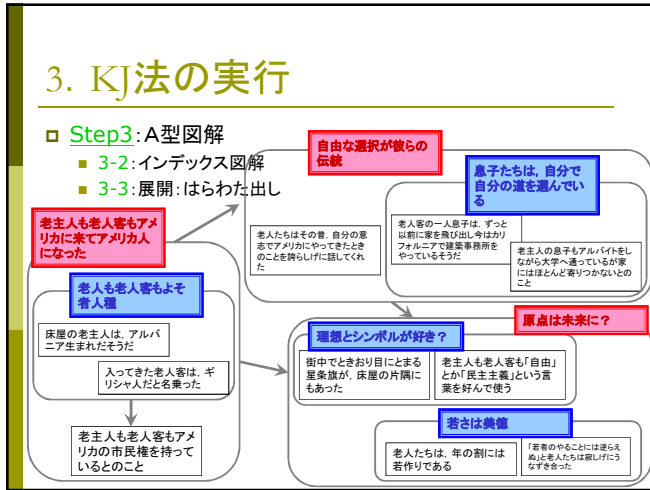 3. KJ法の実行
Step3:A型図解
3-2:インデックス図解
3-3:展開:はらわた出し
自由な選択が彼らの
伝統
息子たちは，自分で
自分の道を選んでい
る
老人たちはその昔，自分の意
志でアメリカにやってきたとき
のことを誇らしげに話してくれ
た
老人客の一人息子は，ずっと
以前に家を飛び出し今はカリ
フォルニアで建築事務所を
やっているそうだ
老主人の息子もアルバイトをし
ながら大学へ通っているが家
にはほとんど寄りつかないとの
こと
老主人も老人客もアメ
リカに来てアメリカ人
になった
老人も老人客もよそ
者人種
床屋の老主人は，アルバ
ニア生まれだそうだ
入ってきた老人客は，ギ
リシャ人だと名乗った
老主人も老人客もアメ
リカの市民権を持って
いるとのこと
原点は未来に？
理想とシンボルが好き？
街中でときおり目にとまる
星条旗が，床屋の片隅に
もあった
老主人も老人客も「自由」
とか「民主主義」という言
葉を好んで使う
若さは美徳
老人たちは，年の割には
若作りである
「若者のやることには逆らえ
ぬ」と老人たちは寂しげにう
なずき合った